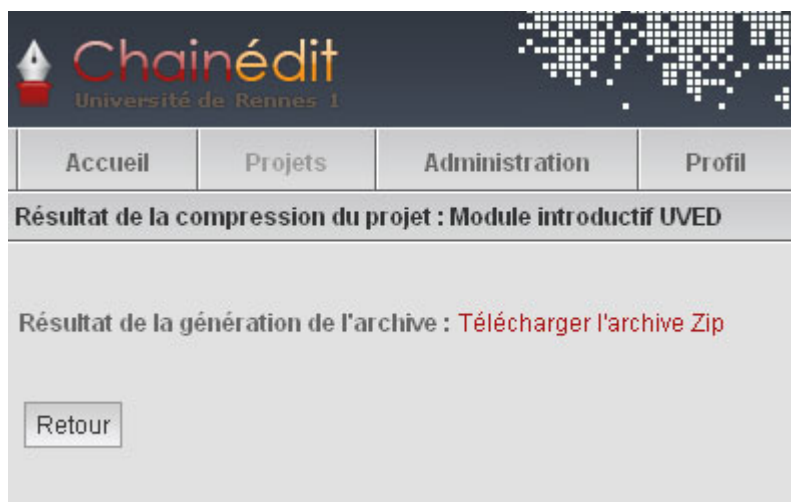 Chainédit
Université de Rennes 1
Accueil Projets Administration Profil
Résultat de la compression du projet : Module introductif UVED
Résultat de la génération de l'archive : Télécharger l'archive Zip
Retour